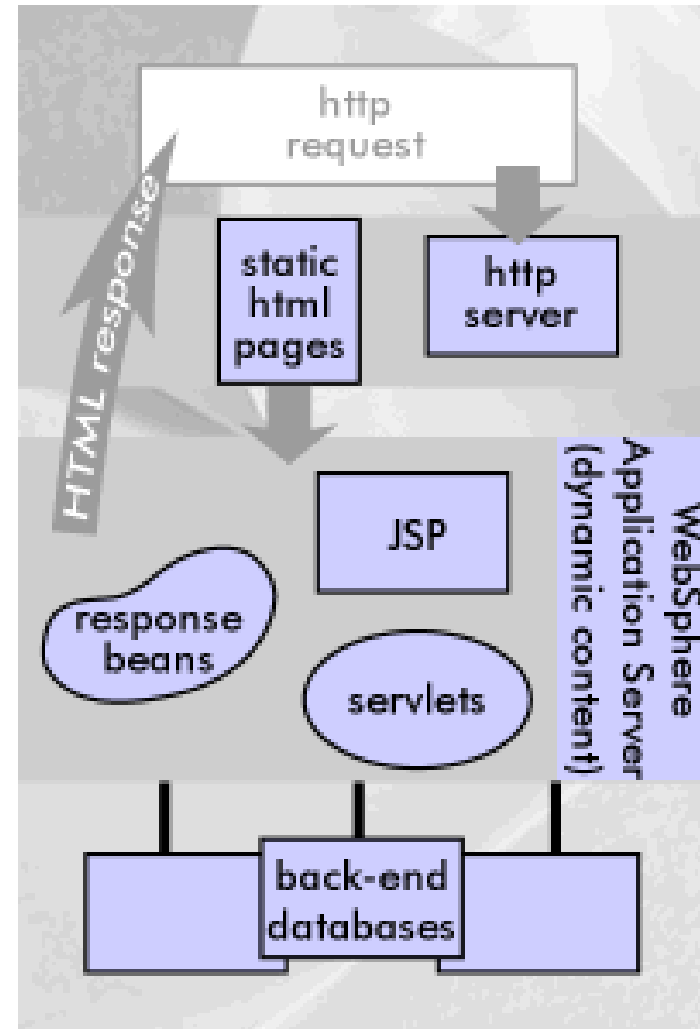 http
request
HTML response
static
html
pages
http
server
JSP
response
beans
servlets
WebSphere
Application Server
(dynamic content)
back-end
databases